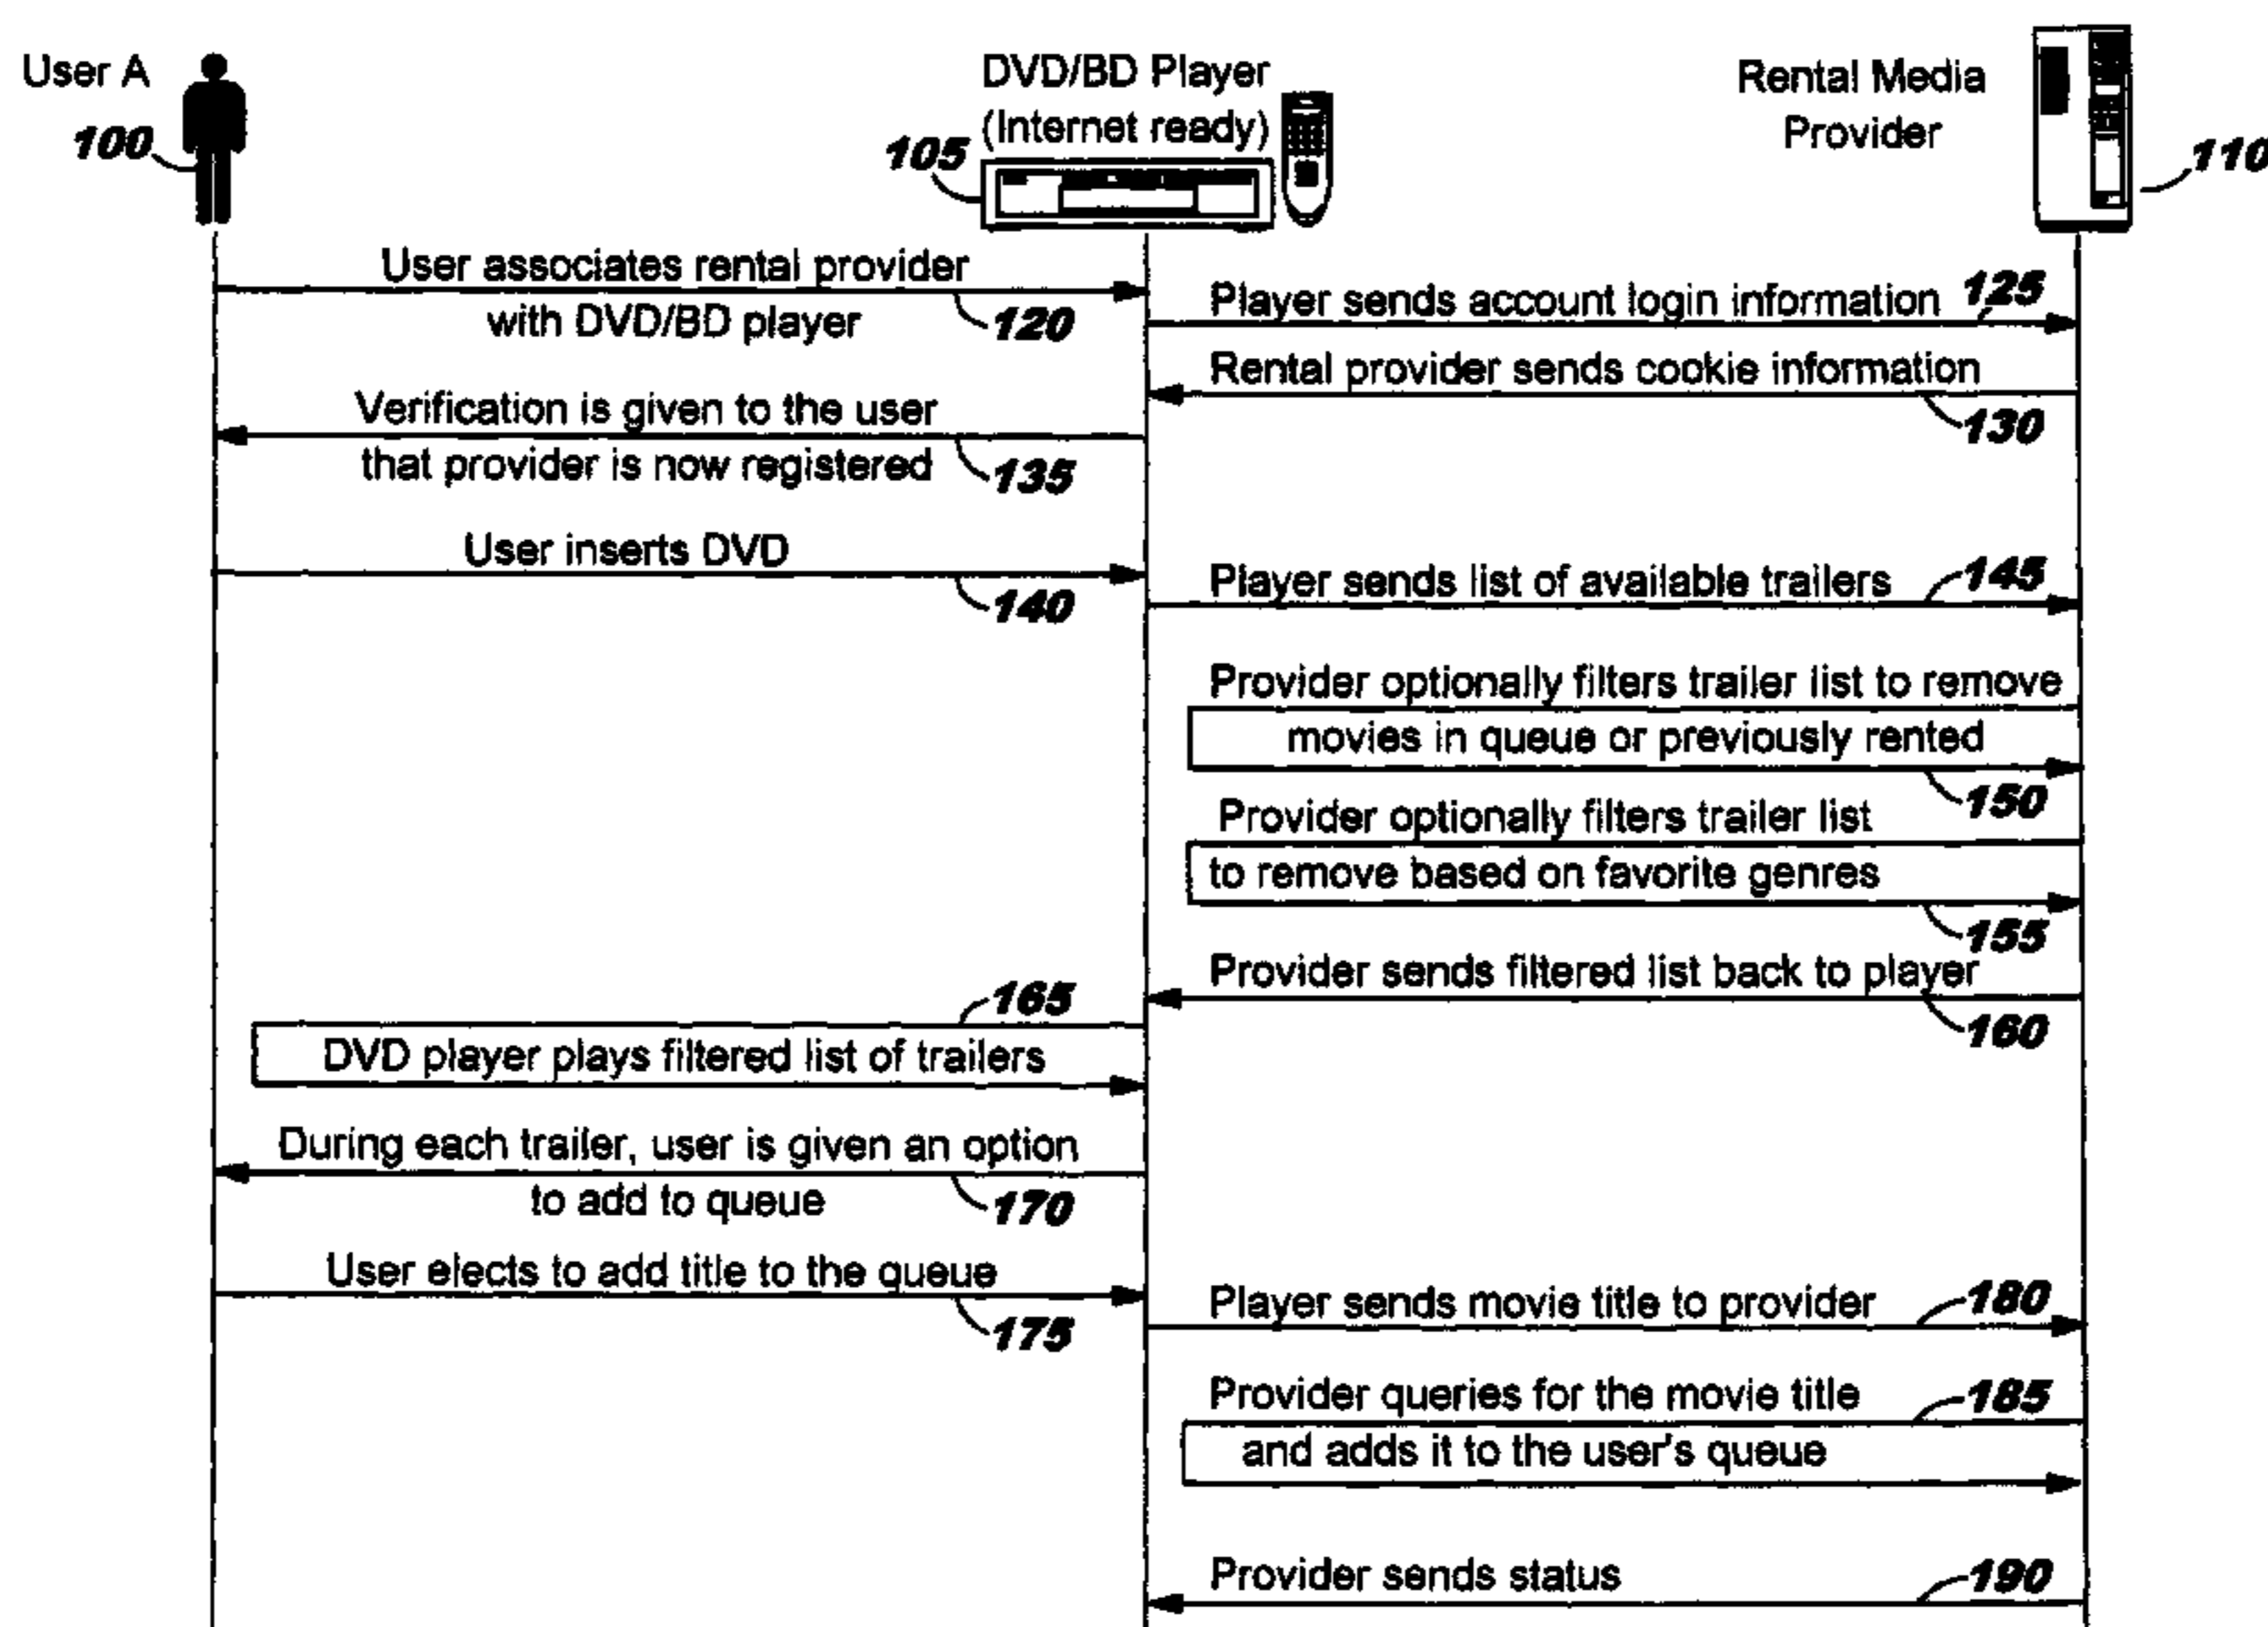 User A
100
DVD/BD Player
(Internet ready)
105
Rental Media
Provider
110
User associates rental provider
with DVD/BD player
120
Player sends account login information
125
Rental provider sends cookie information
130
Verification is given to the user
that provider is now registered
135
User inserts DVD
140
Player sends list of available trailers
145
Provider optionally filters trailer list to remove
movies in queue or previously rented
150
Provider optionally filters trailer list
to remove based on favorite genres
155
Provider sends filtered list back to player
160
165
DVD player plays filtered list of trailers
During each trailer, user is given an option
to add to queue
170
User elects to add title to the queue
175
Player sends movie title to provider
180
Provider queries for the movie title
185
and adds it to the user's queue
Provider sends status
190